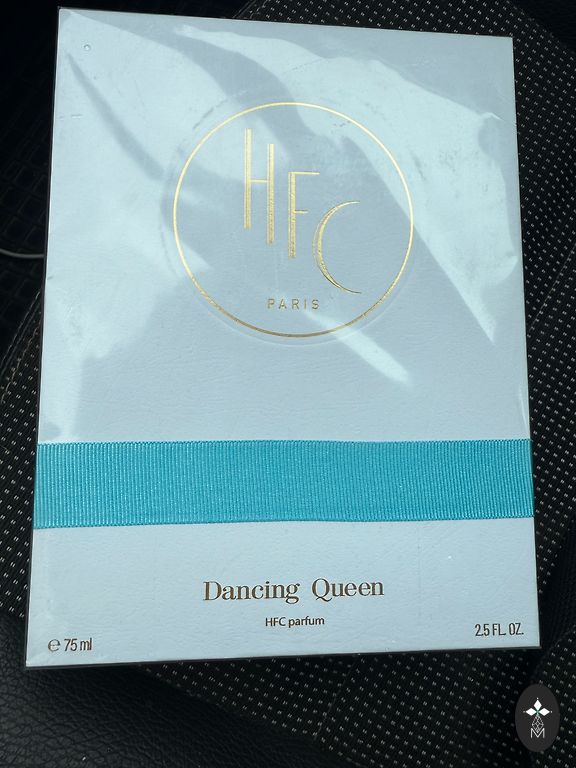 HFC
PARIS
Dancing Queen
HFC parfum
℮ 75 ml
2.5 FL. OZ.
M